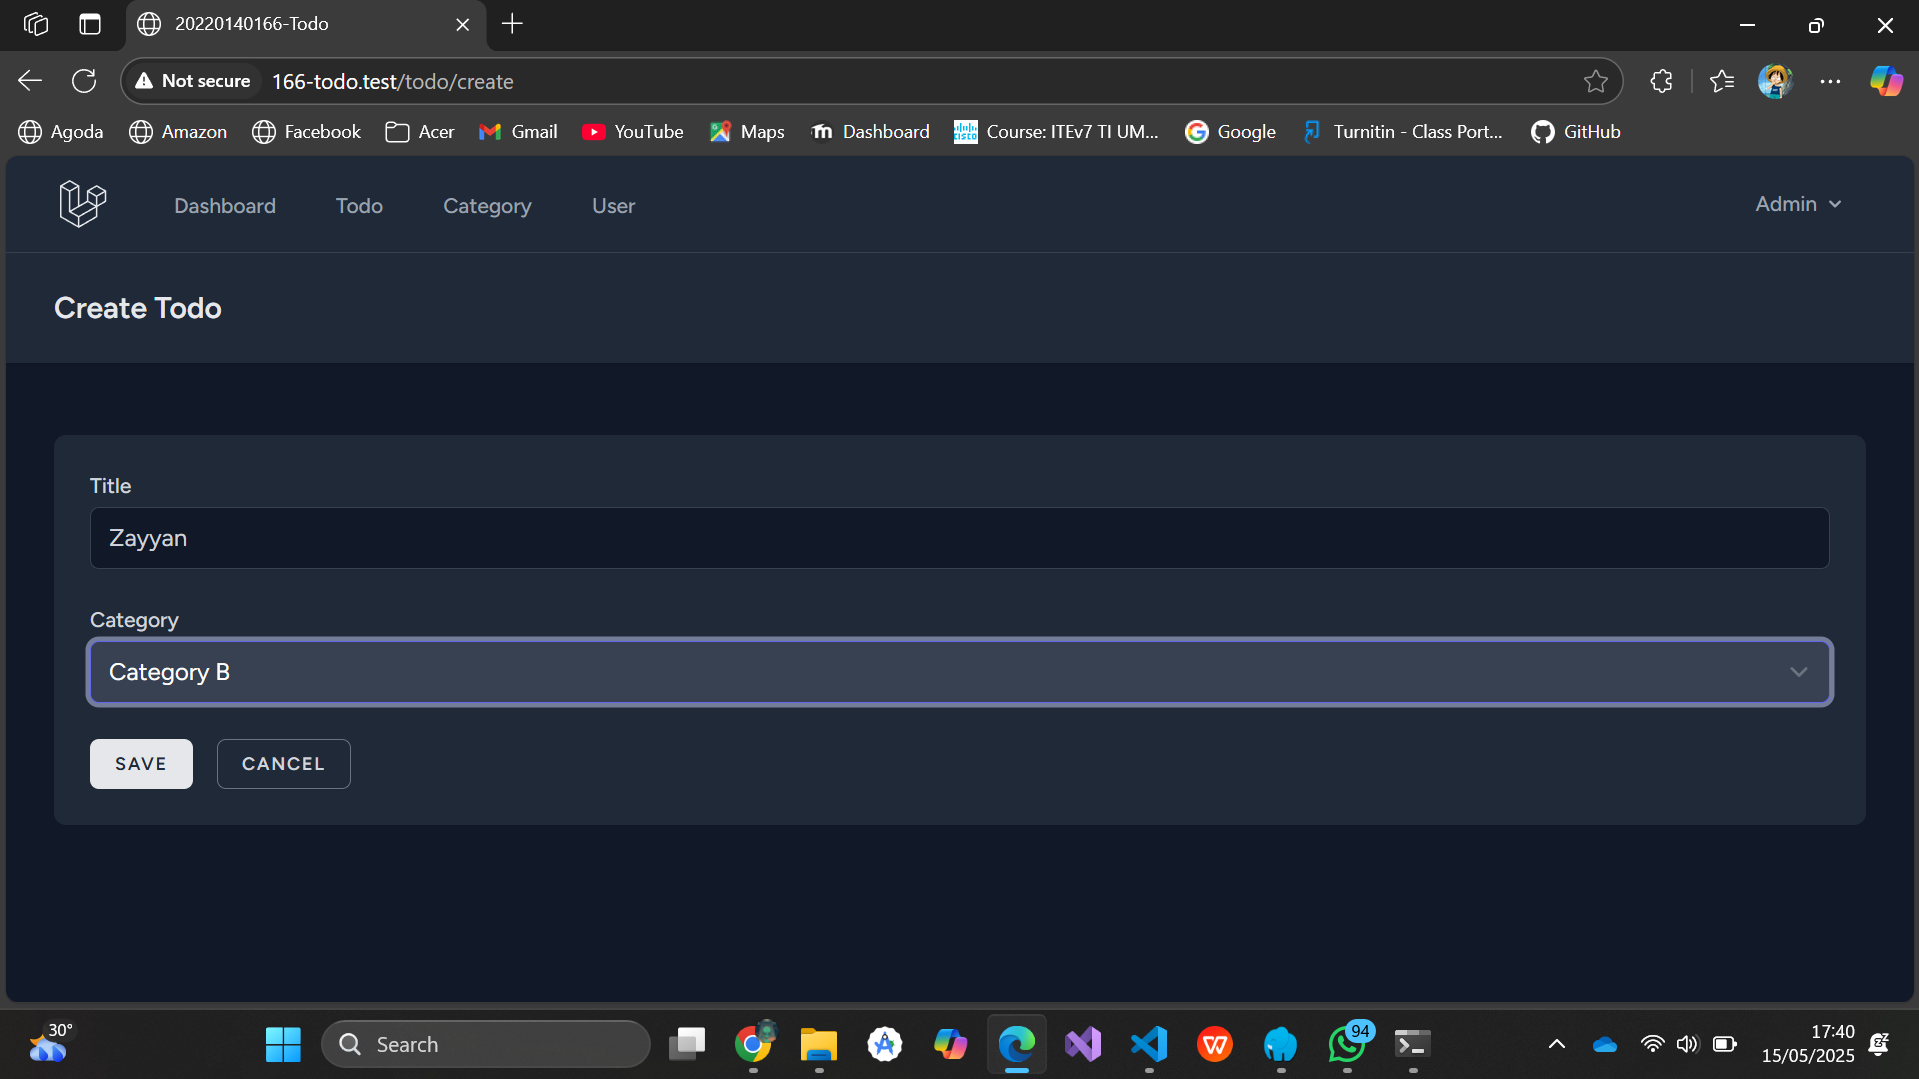 20220140166-Todo
Not secure 166-todo.test/todo/create
Agoda Amazon Facebook Acer Gmail YouTube Maps Dashboard Course: ITEv7 TI UM... Google Turnitin - Class Port... GitHub
Dashboard Todo Category User Admin
Create Todo
Title
Zayyan
Category
Category B
SAVE CANCEL
30° Search 94 17:40
15/05/2025